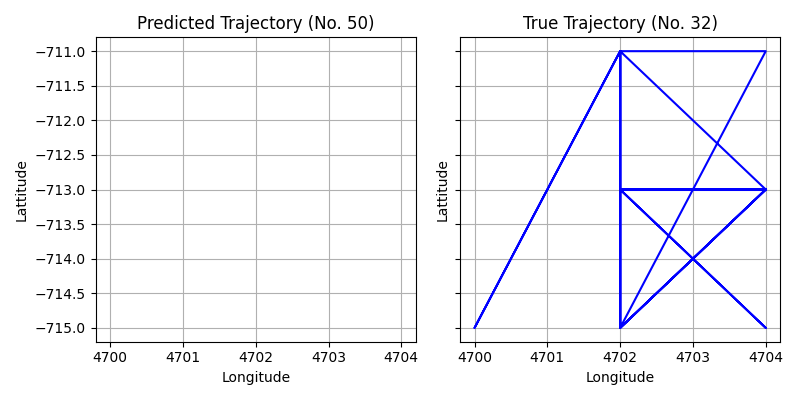 Predicted Trajectory (No. 50)
True Trajectory (No. 32)
Lattitude
−711.0
−711.5
−712.0
−712.5
−713.0
−713.5
−714.0
−714.5
−715.0
4700 4701 4702 4703 4704
Longitude
Lattitude
4700 4701 4702 4703 4704
Longitude